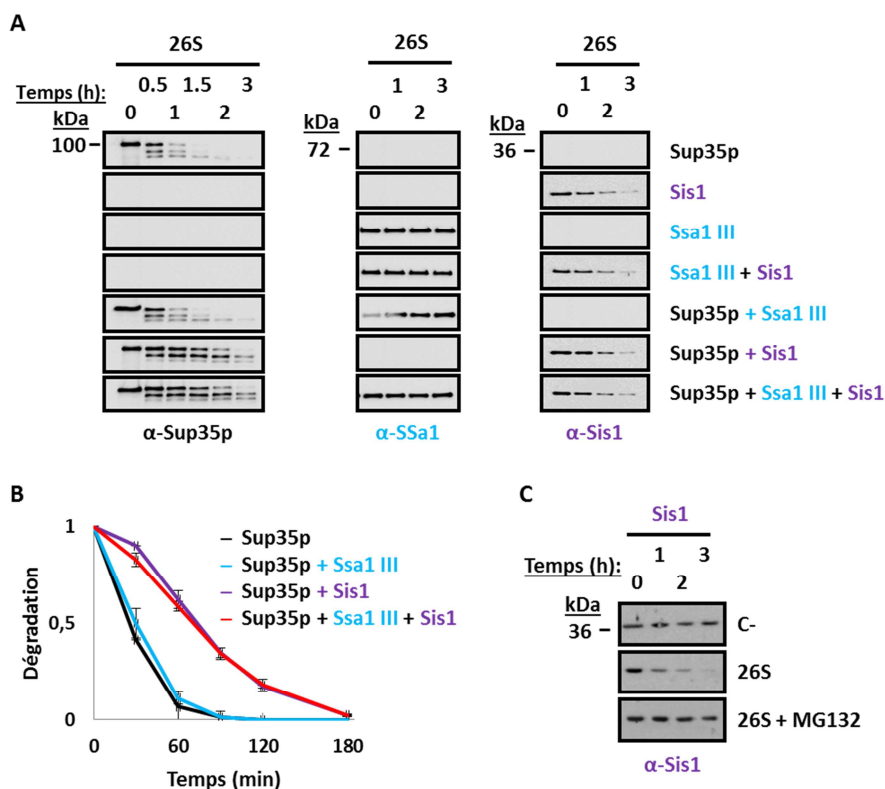 A
26S 26S 26S
0.5 1.5 3 1 3 1 3
Temps (h): 0 1 2 0 2 0 2
kDa kDa kDa
100 72 36 Sup35p
Sis1
Ssa1 III
Ssa1 III + Sis1
Sup35p + Ssa1 III
Sup35p + Sis1
Sup35p + Ssa1 III + Sis1
α-Sup35p α-SSa1 α-Sis1
B
Dégradation
1
0,5
0
0 60 120 180
Temps (min)
Sup35p
Sup35p + Ssa1 III
Sup35p + Sis1
Sup35p + Ssa1 III + Sis1
C
Sis1
1 3
Temps (h): 0 2
kDa
36
C-
26S
26S + MG132
α-Sis1